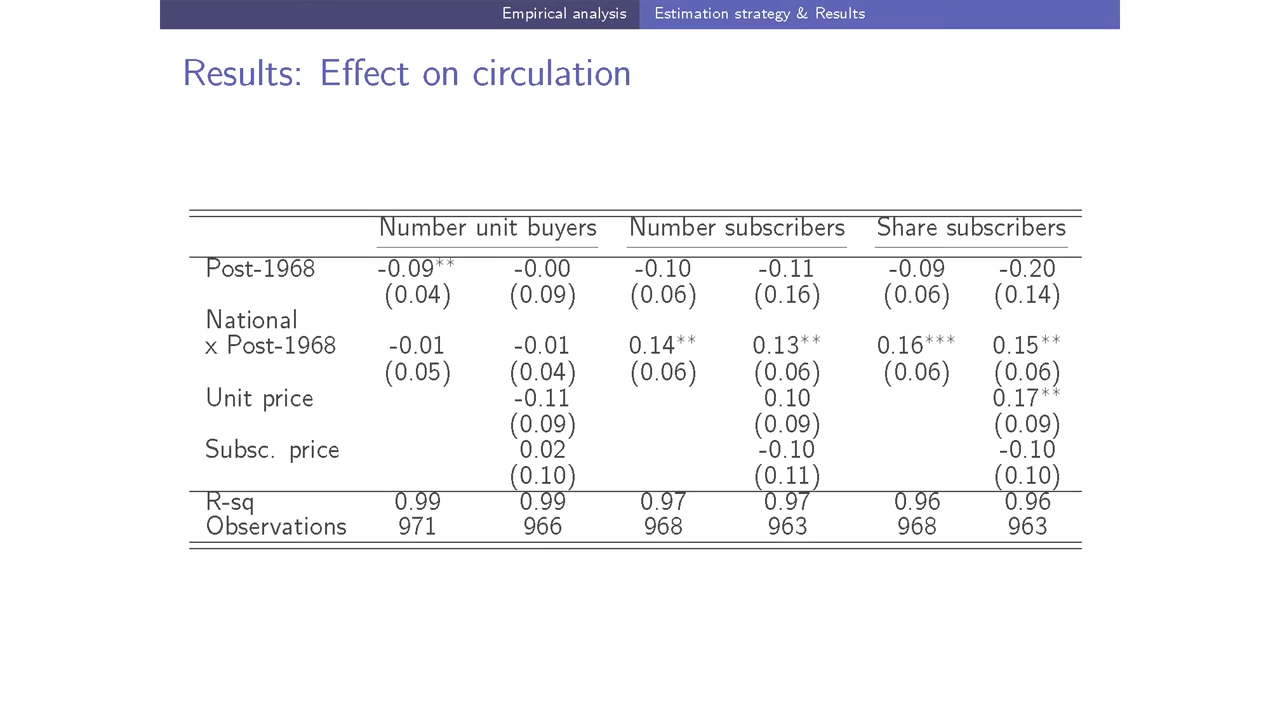 Empirical analysis Estimation strategy & Results
Results: Effect on circulation
Number unit buyers Number subscribers Share subscribers
Post-1968 -0.09** -0.00 -0.10 -0.11 -0.09 -0.20
(0.04) (0.09) (0.06) (0.16) (0.06) (0.14)
National
x Post-1968 -0.01 -0.01 0.14** 0.13** 0.16*** 0.15**
(0.05) (0.04) (0.06) (0.06) (0.06) (0.06)
Unit price -0.11 0.10 0.17**
(0.09) (0.09) (0.09)
Subsc. price 0.02 -0.10 -0.10
(0.10) (0.11) (0.10)
R-sq 0.99 0.99 0.97 0.97 0.96 0.96
Observations 971 966 968 963 968 963